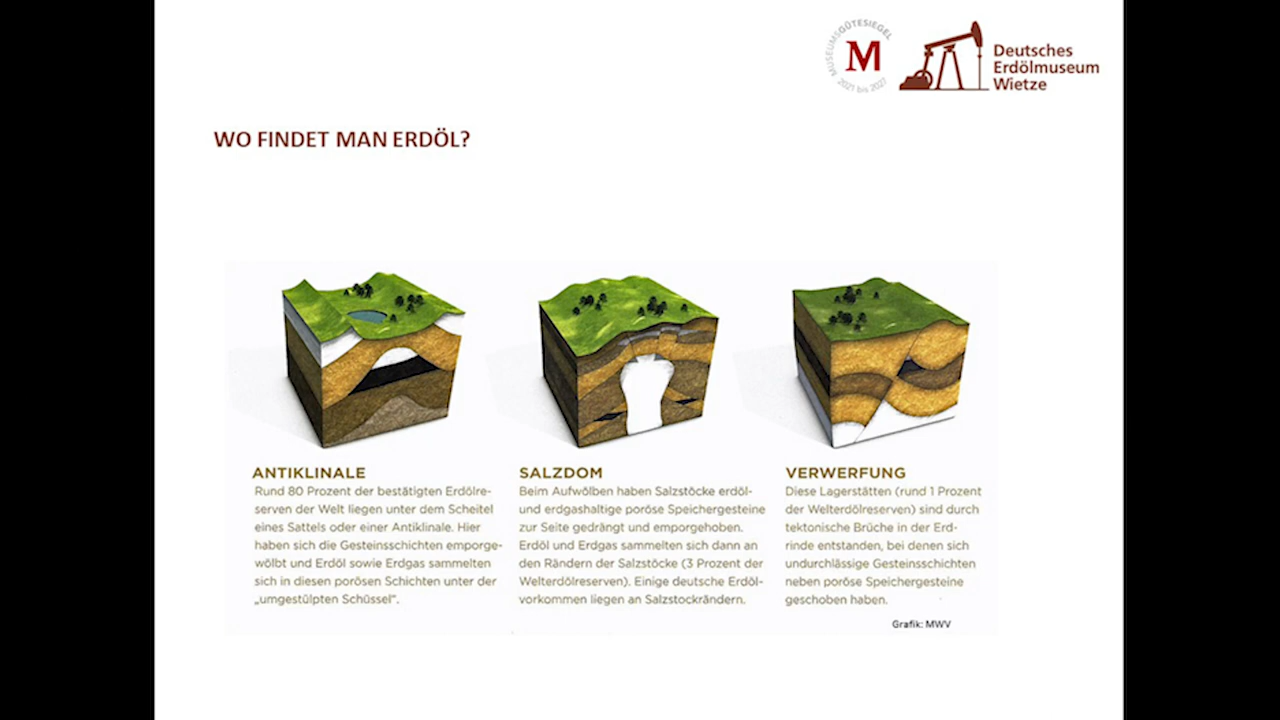 MUSEUMSGÜTESIEGEL
M
2021 bis 2027
Deutsches
Erdölmuseum
Wietze
WO FINDET MAN ERDÖL?
ANTIKLINALE
Rund 80 Prozent der bestätigten Erdölre-
serven der Welt liegen unter dem Scheitel
eines Sattels oder einer Antiklinale. Hier
haben sich die Gesteinsschichten emporge-
wölbt und Erdöl sowie Erdgas sammelten
sich in diesen porösen Schichten unter der
„umgestülpten Schüssel".
SALZDOM
Beim Aufwölben haben Salzstöcke erdöl-
und erdgashaltige poröse Speichergesteine
zur Seite gedrängt und emporgehoben.
Erdöl und Erdgas sammelten sich dann an
den Rändern der Salzstöcke (3 Prozent der
Welterdölreserven). Einige deutsche Erdöl-
vorkommen liegen an Salzstockrändern.
VERWERFUNG
Diese Lagerstätten (rund 1 Prozent
der Welterdölreserven) sind durch
tektonische Brüche in der Erd-
rinde entstanden, bei denen sich
undurchlässige Gesteinsschichten
neben poröse Speichergesteine
geschoben haben.
Grafik: MWV